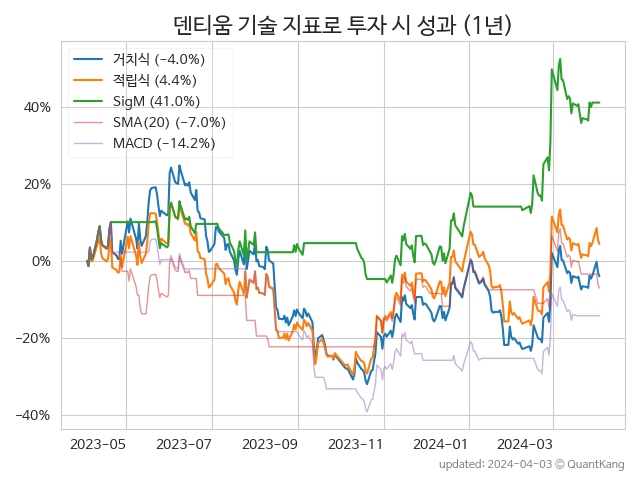 덴티움 기술 지표로 투자 시 성과 (1년)
거치식 (−4.0%)
적립식 (4.4%)
SigM (41.0%)
SMA(20) (−7.0%)
MACD (−14.2%)
40%
20%
0%
−20%
−40%
2023-05 2023-07 2023-09 2023-11 2024-01 2024-03
updated: 2024-04-03 © QuantKang